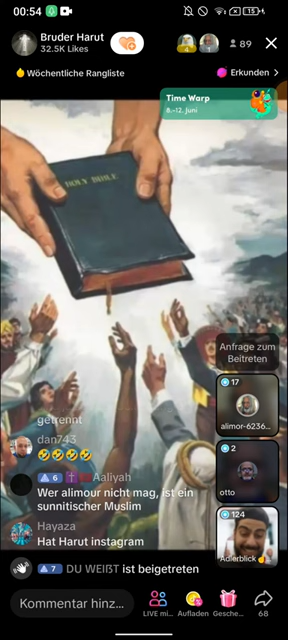 00:54
15
Bruder Harut
32.5K Likes
4
89
Wöchentliche Rangliste
Erkunden
Time Warp
8.–12. Juni
HOLY BIBLE
Anfrage zum
Beitreten
17
alimor-6236...
2
otto
124
Adlerblick
getrennt
dan743
🤣🤣🤣🤣
6 Aaliyah
Wer alimour nicht mag, ist ein
sunnitischer Muslim
Hayaza
Hat Harut instagram
7 DU WEIẞT ist beigetreten
Kommentar hinz...
LIVE mi...
Aufladen
Gesche...
68